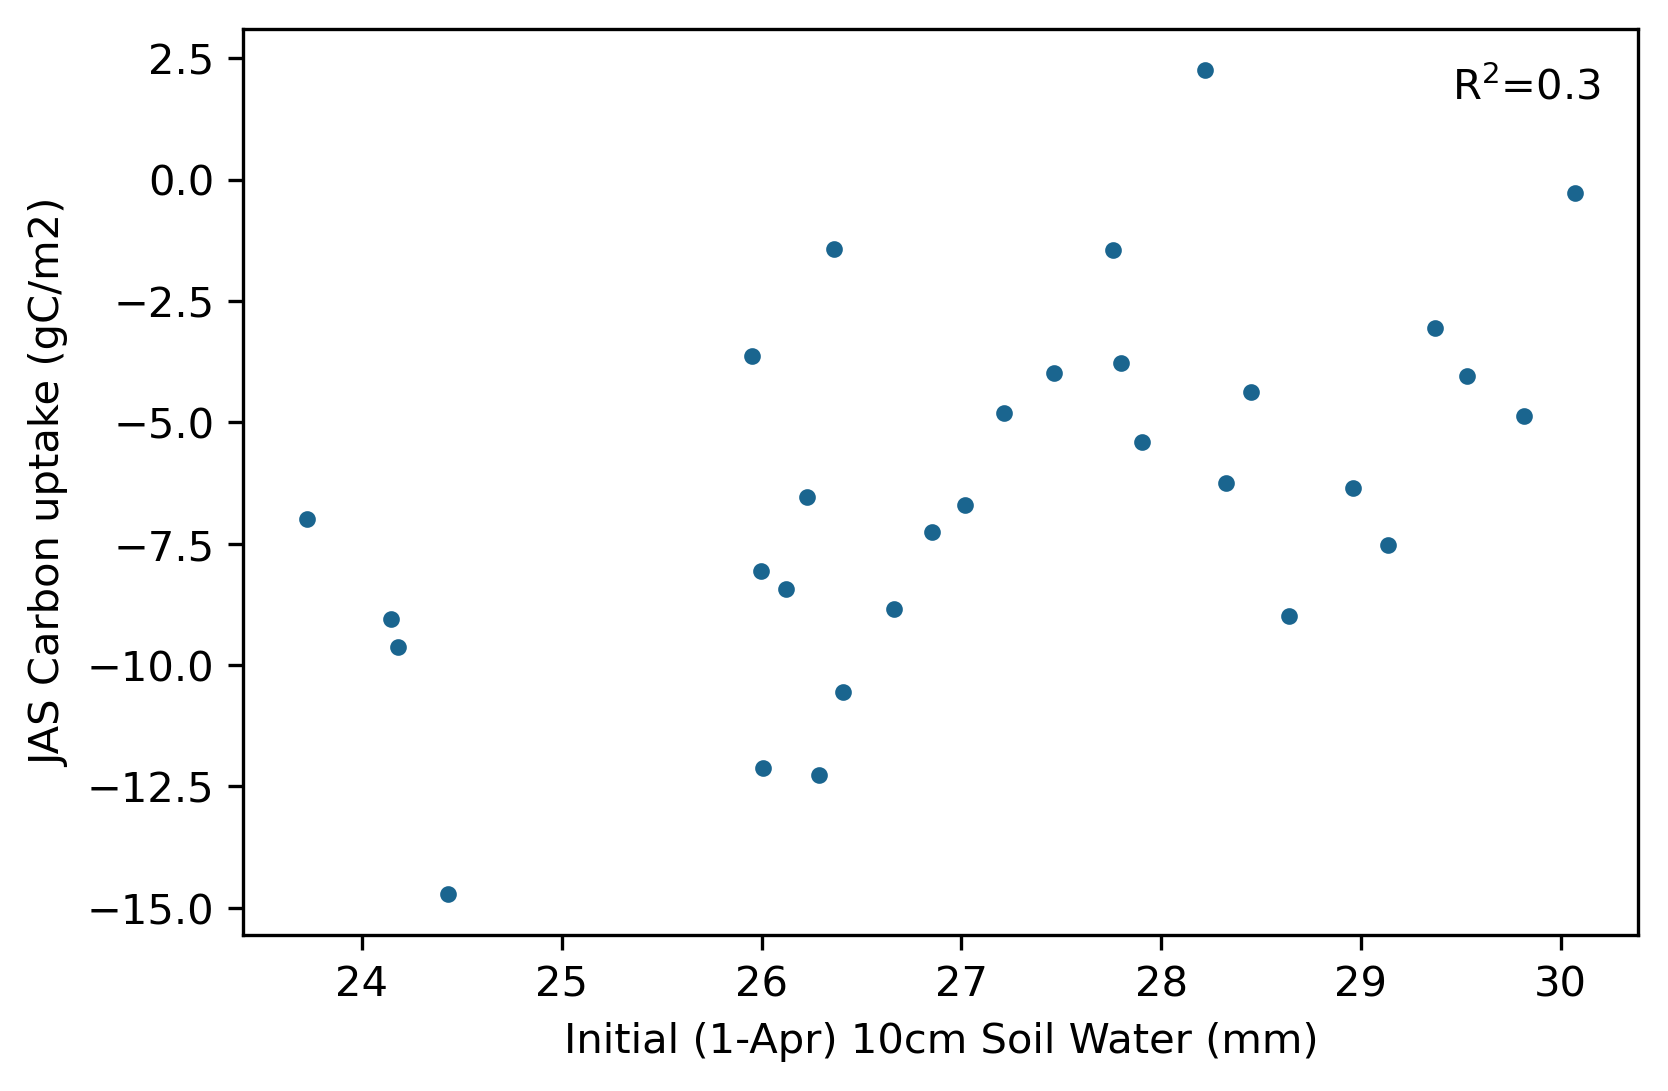 R²=0.3
2.5
0.0
−2.5
−5.0
−7.5
−10.0
−12.5
−15.0
JAS Carbon uptake (gC/m2)
24 25 26 27 28 29 30
Initial (1-Apr) 10cm Soil Water (mm)